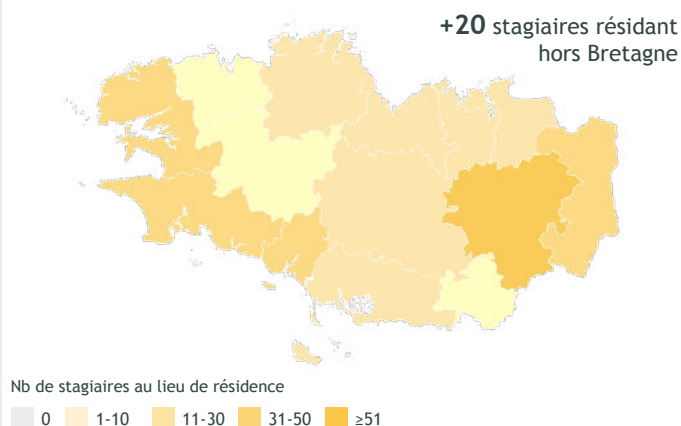 +20 stagiaires résidant
hors Bretagne
Nb de stagiaires au lieu de résidence
0 1-10 11-30 31-50 ≥51